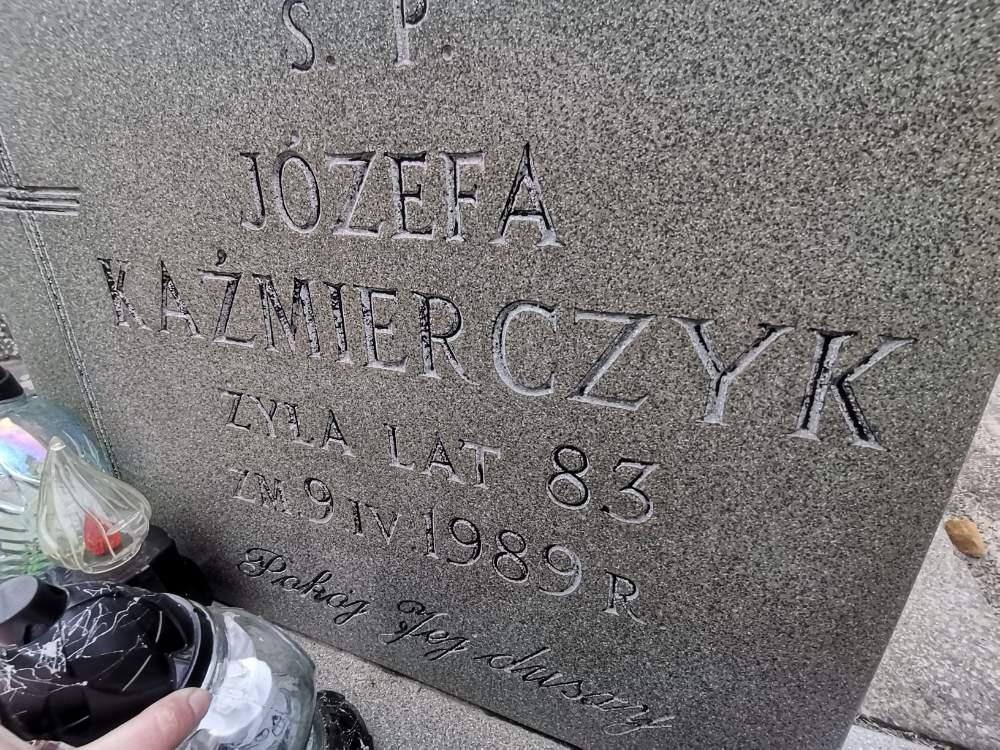 Ś. P.
JÓZEFA
KAŹMIERCZYK
ŻYŁA LAT 83
ZM. 9 IV 1989 R
Pokój Jej duszy